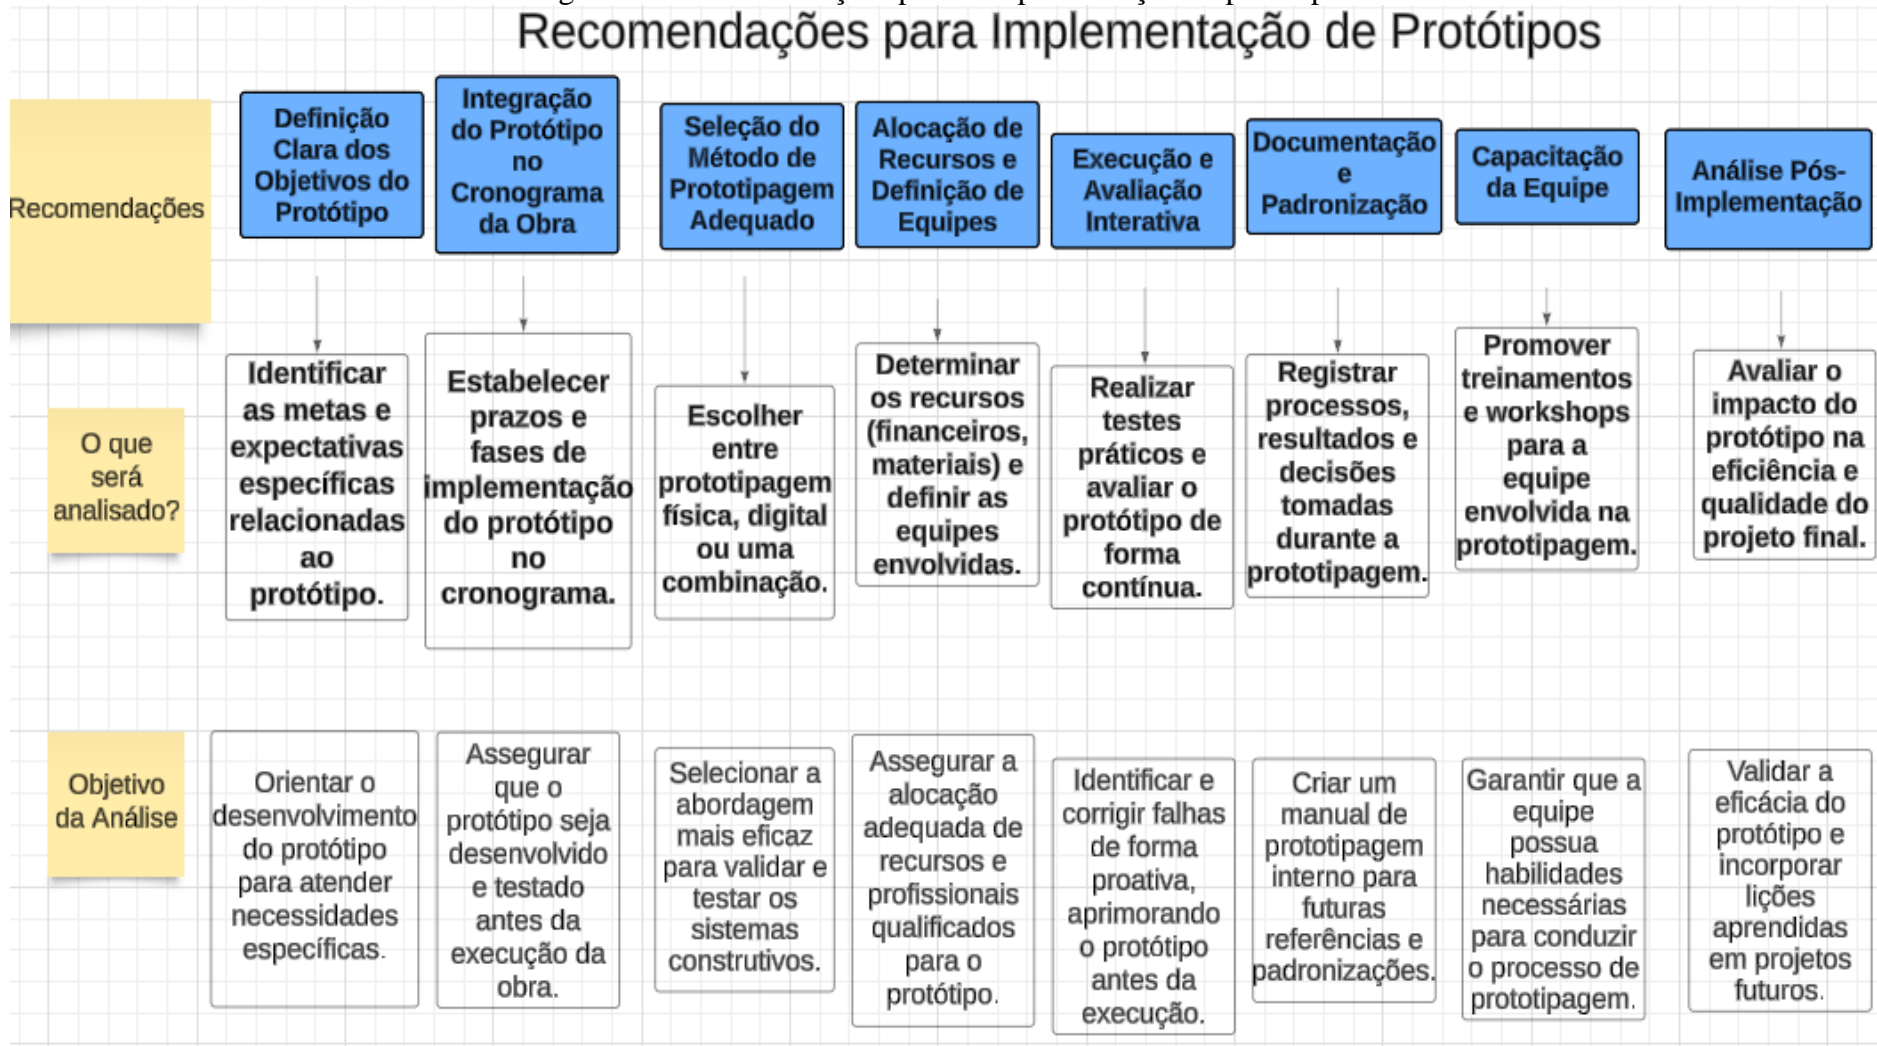 Recomendações para Implementação de Protótipos
Recomendações
Definição
Clara dos
Objetivos do
Protótipo
Integração
do Protótipo
no
Cronograma
da Obra
Seleção do
Método de
Prototipagem
Adequado
Alocação de
Recursos e
Definição de
Equipes
Execução e
Avaliação
Interativa
Documentação
e
Padronização
Capacitação
da Equipe
Análise Pós-
Implementação
O que
será
analisado?
Identificar
as metas e
expectativas
específicas
relacionadas
ao
protótipo.
Estabelecer
prazos e
fases de
implementação
do protótipo
no
cronograma.
Escolher
entre
prototipagem
física, digital
ou uma
combinação.
Determinar
os recursos
(financeiros,
materiais) e
definir as
equipes
envolvidas.
Realizar
testes
práticos e
avaliar o
protótipo de
forma
contínua.
Registrar
processos,
resultados e
decisões
tomadas
durante a
prototipagem.
Promover
treinamentos
e workshops
para a
equipe
envolvida na
prototipagem.
Avaliar o
impacto do
protótipo na
eficiência e
qualidade do
projeto final.
Objetivo
da Análise
Orientar o
desenvolvimento
do protótipo
para atender
necessidades
específicas.
Assegurar
que o
protótipo seja
desenvolvido
e testado
antes da
execução da
obra.
Selecionar a
abordagem
mais eficaz
para validar e
testar os
sistemas
construtivos.
Assegurar a
alocação
adequada de
recursos e
profissionais
qualificados
para o
protótipo.
Identificar e
corrigir falhas
de forma
proativa,
aprimorando
o protótipo
antes da
execução.
Criar um
manual de
prototipagem
interno para
futuras
referências e
padronizações.
Garantir que a
equipe
possua
habilidades
necessárias
para conduzir
o processo de
prototipagem.
Validar a
eficácia do
protótipo e
incorporar
lições
aprendidas
em projetos
futuros.